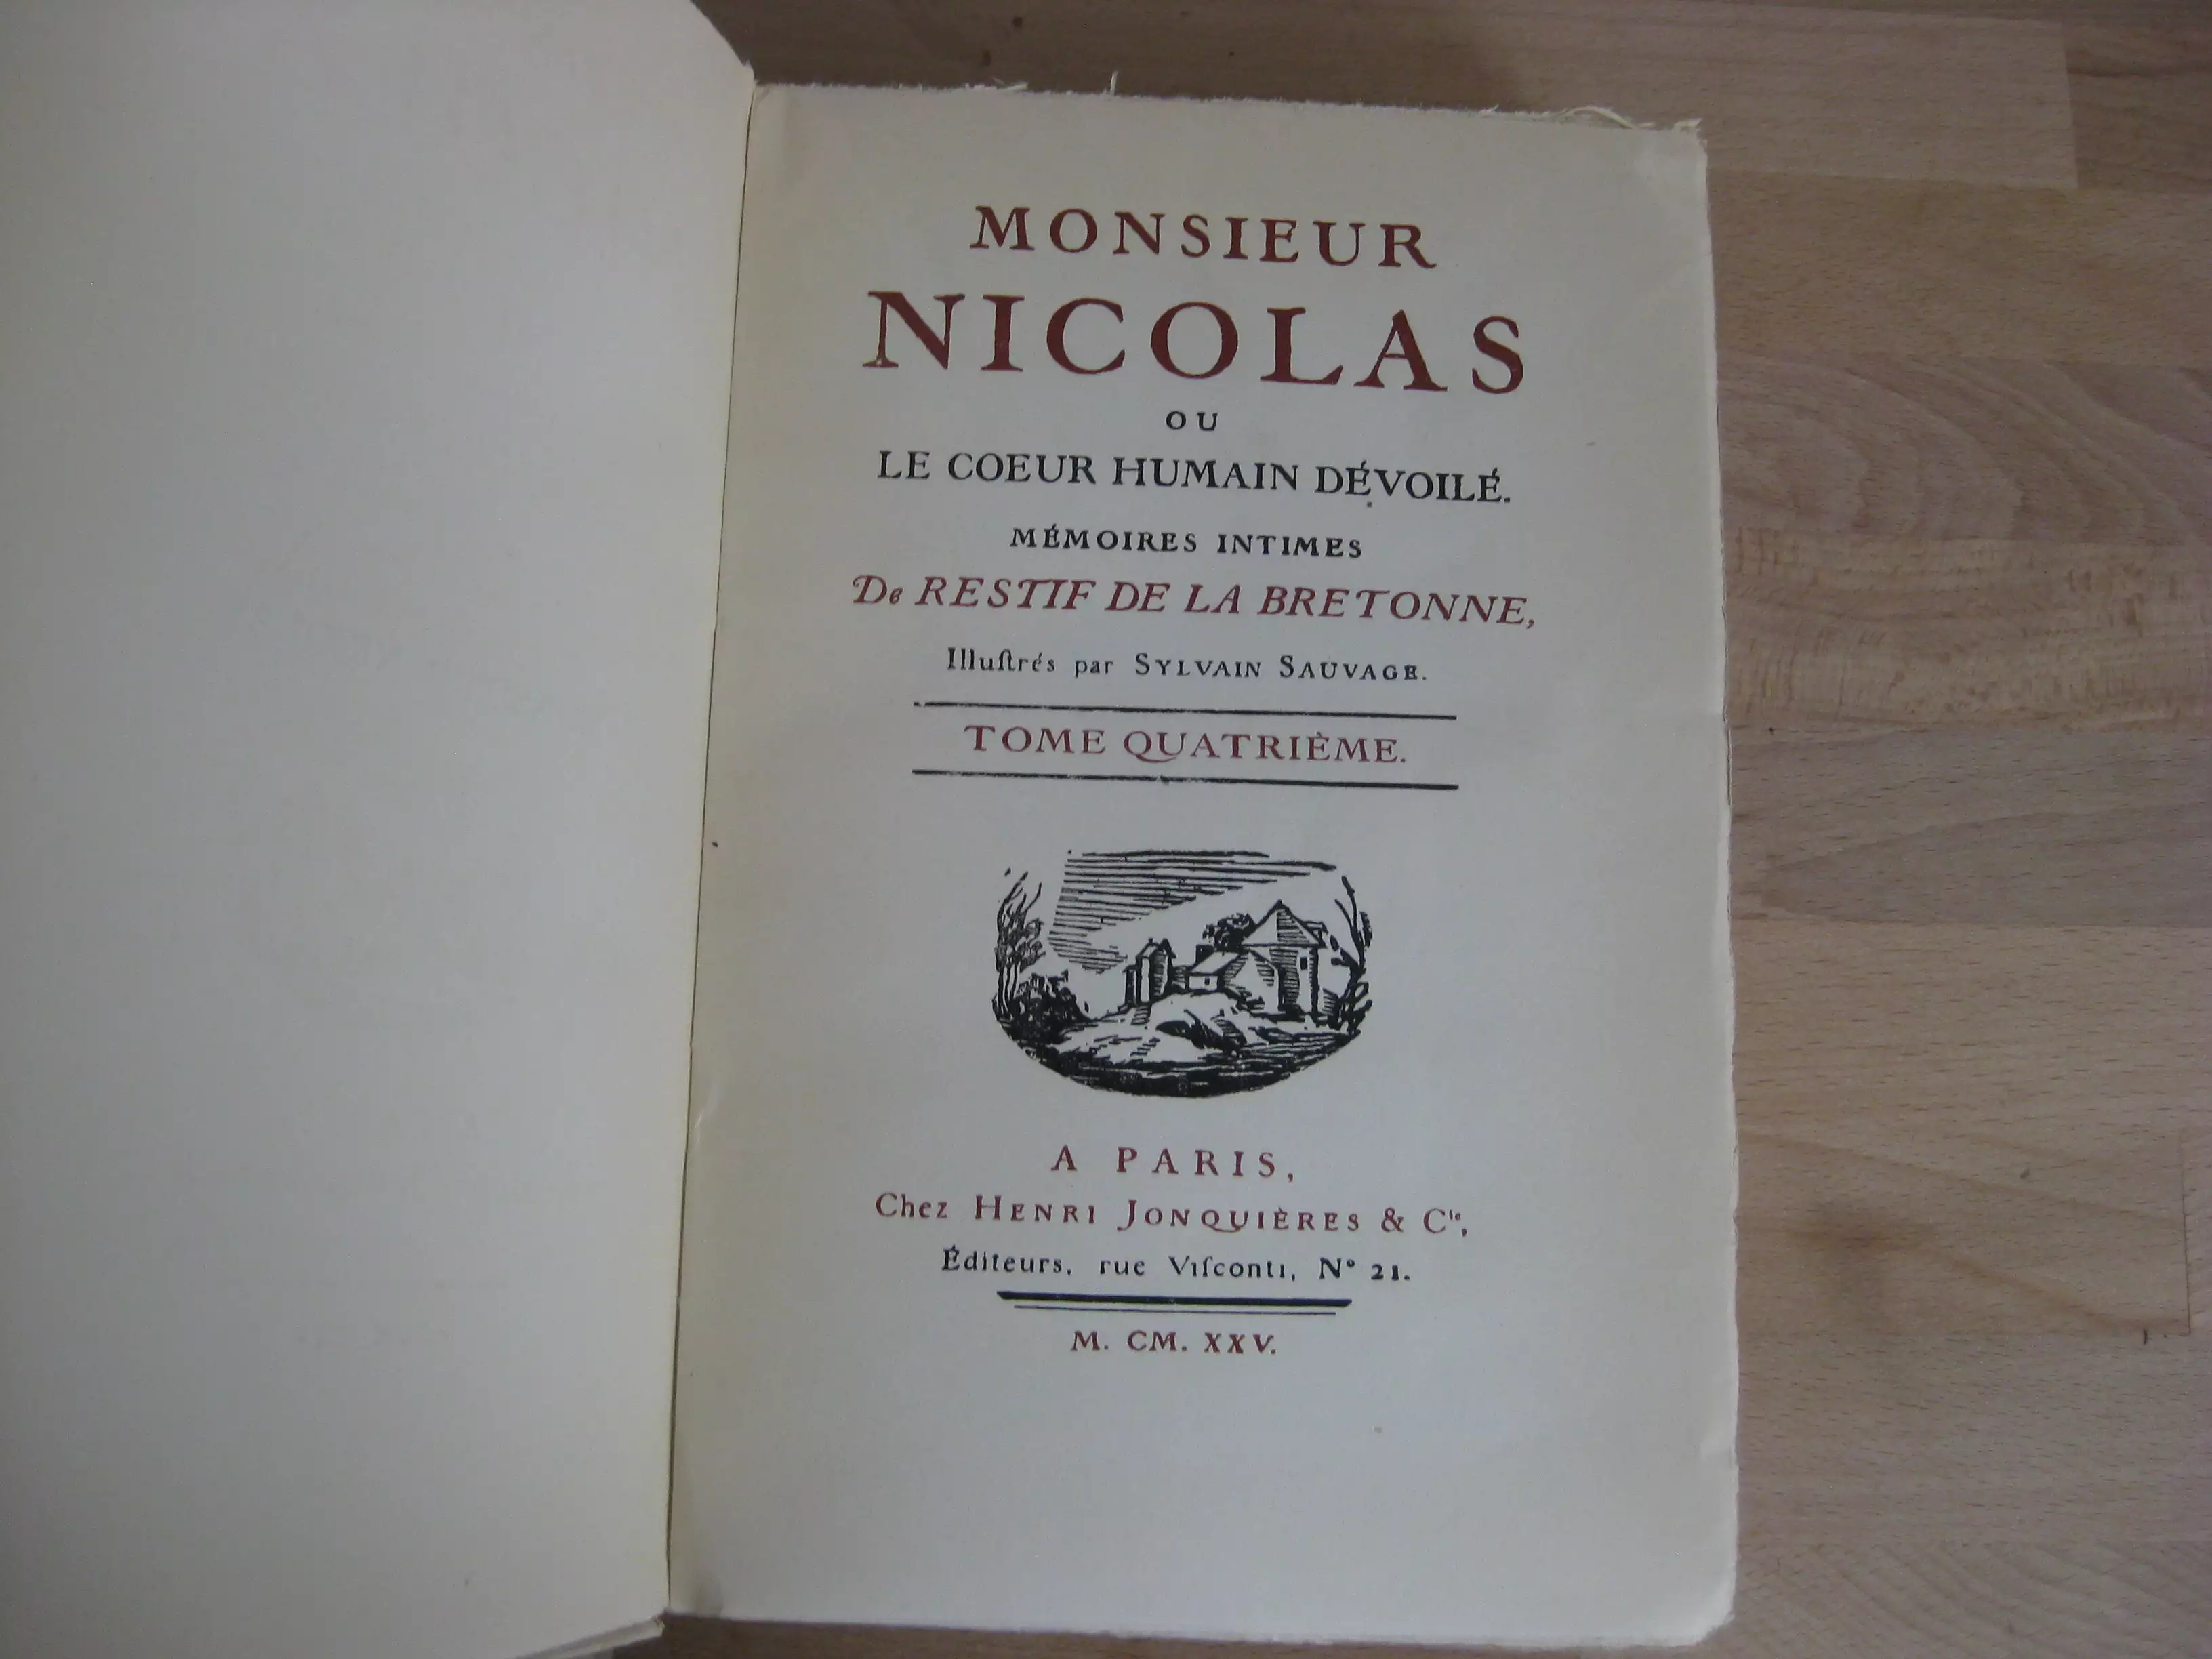 MONSIEUR
NICOLAS
OU
LE COEUR HUMAIN DÉVOILÉ.
MÉMOIRES INTIMES
De RESTIF DE LA BRETONNE,
Illuſtrés par SYLVAIN SAUVAGE.
TOME QUATRIÈME.
A PARIS,
Chez HENRI JONQUIÈRES & Cie,
Éditeurs, rue Viſconti, N° 21.
M. CM. XXV.